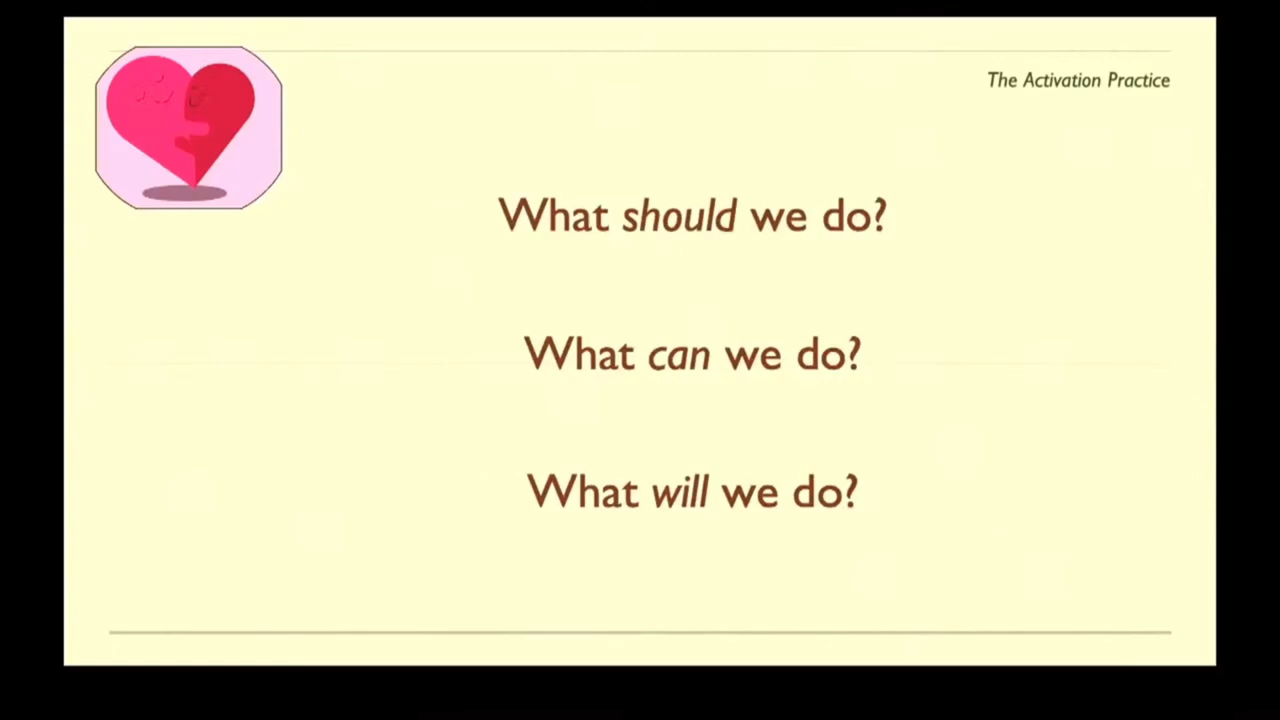 The Activation Practice
What should we do?
What can we do?
What will we do?